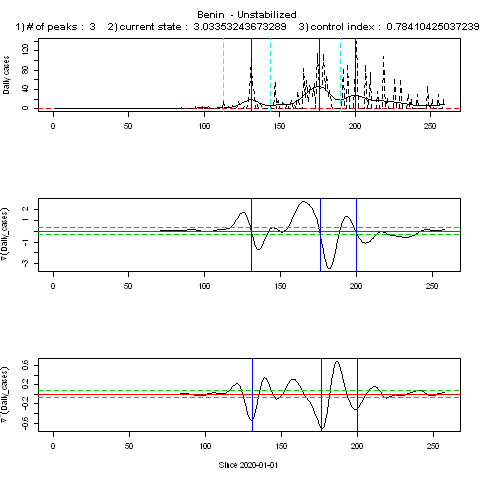 Benin - Unstabilized
1) # of peaks : 3 2) current state : 3.03353243673289 3) control index : 0.78410425037239
Daily cases
120
80
40
0
0 50 100 150 200 250
∇(Daily_cases)
2
1
-1
-3
0 50 100 150 200 250
∇²(Daily_cases)
0.6
0.2
-0.2
-0.6
0 50 100 150 200 250
Since 2020-01-01